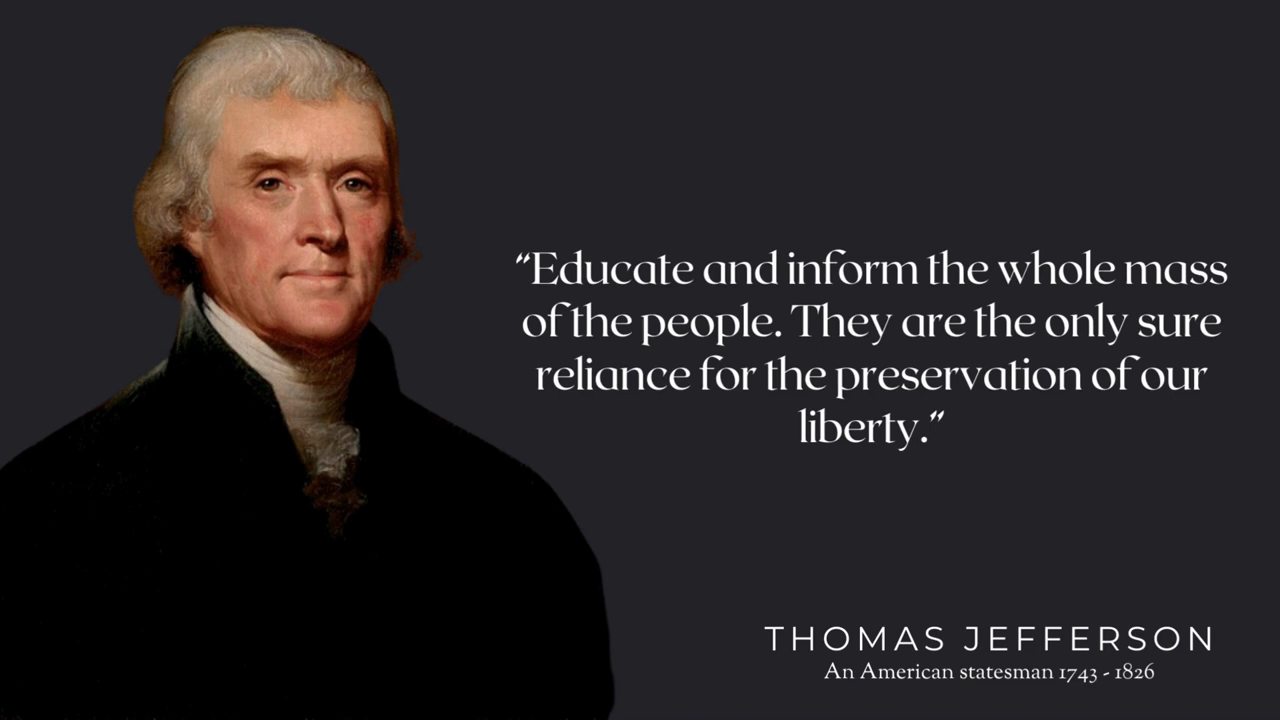 “Educate and inform the whole mass
of the people. They are the only sure
reliance for the preservation of our
liberty.”
THOMAS JEFFERSON
An American statesman 1743 - 1826